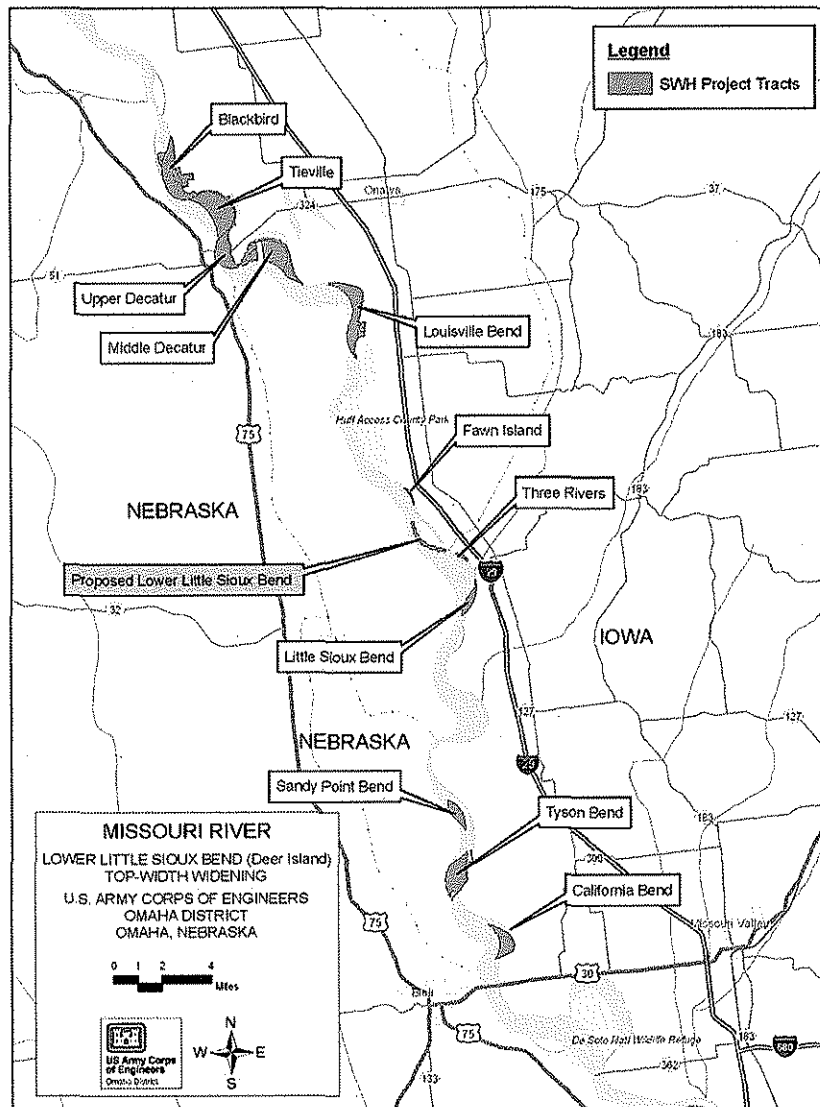 Legend
SWH Project Tracts
Blackbird
Tieville
Onawa
175
37
324
51
Upper Decatur
Middle Decatur
Louisville Bend
183
75
Huff Access County Park
Fawn Island
NEBRASKA
Three Rivers
183
Proposed Lower Little Sioux Bend
32
IOWA
Little Sioux Bend
127
127
NEBRASKA
29
Sandy Point Bend
Tyson Bend
183
300
California Bend
Missouri Valley
75
30
Blair
De Soto Natl Wildlife Refuge
75
183
680
362
133
MISSOURI RIVER
LOWER LITTLE SIOUX BEND (Deer Island)
TOP-WIDTH WIDENING
U.S. ARMY CORPS OF ENGINEERS
OMAHA DISTRICT
OMAHA, NEBRASKA
0 1 2 4
Miles
US Army Corps
of Engineers
Omaha District
N
W E
S